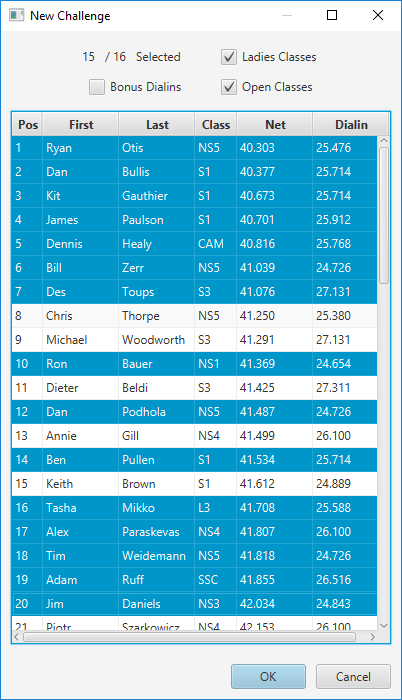 New Challenge
15 / 16 Selected Ladies Classes
Bonus Dialins Open Classes
Pos First Last Class Net Dialin
1 Ryan Otis NS5 40.303 25.476
2 Dan Bullis S1 40.377 25.714
3 Kit Gauthier S1 40.673 25.714
4 James Paulson S1 40.701 25.912
5 Dennis Healy CAM 40.816 25.768
6 Bill Zerr NS5 41.039 24.726
7 Des Toups S3 41.076 27.131
8 Chris Thorpe NS5 41.250 25.380
9 Michael Woodworth S3 41.291 27.131
10 Ron Bauer NS1 41.369 24.654
11 Dieter Beldi S3 41.425 27.311
12 Dan Podhola NS5 41.487 24.726
13 Annie Gill NS4 41.499 26.100
14 Ben Pullen S1 41.534 25.714
15 Keith Brown S1 41.612 24.889
16 Tasha Mikko L3 41.708 25.588
17 Alex Paraskevas NS4 41.807 26.100
18 Tim Weidemann NS5 41.818 24.726
19 Adam Ruff SSC 41.855 26.516
20 Jim Daniels NS3 42.034 24.843
21 Piotr Szarkowicz NS4 42.153 26.100
OK Cancel